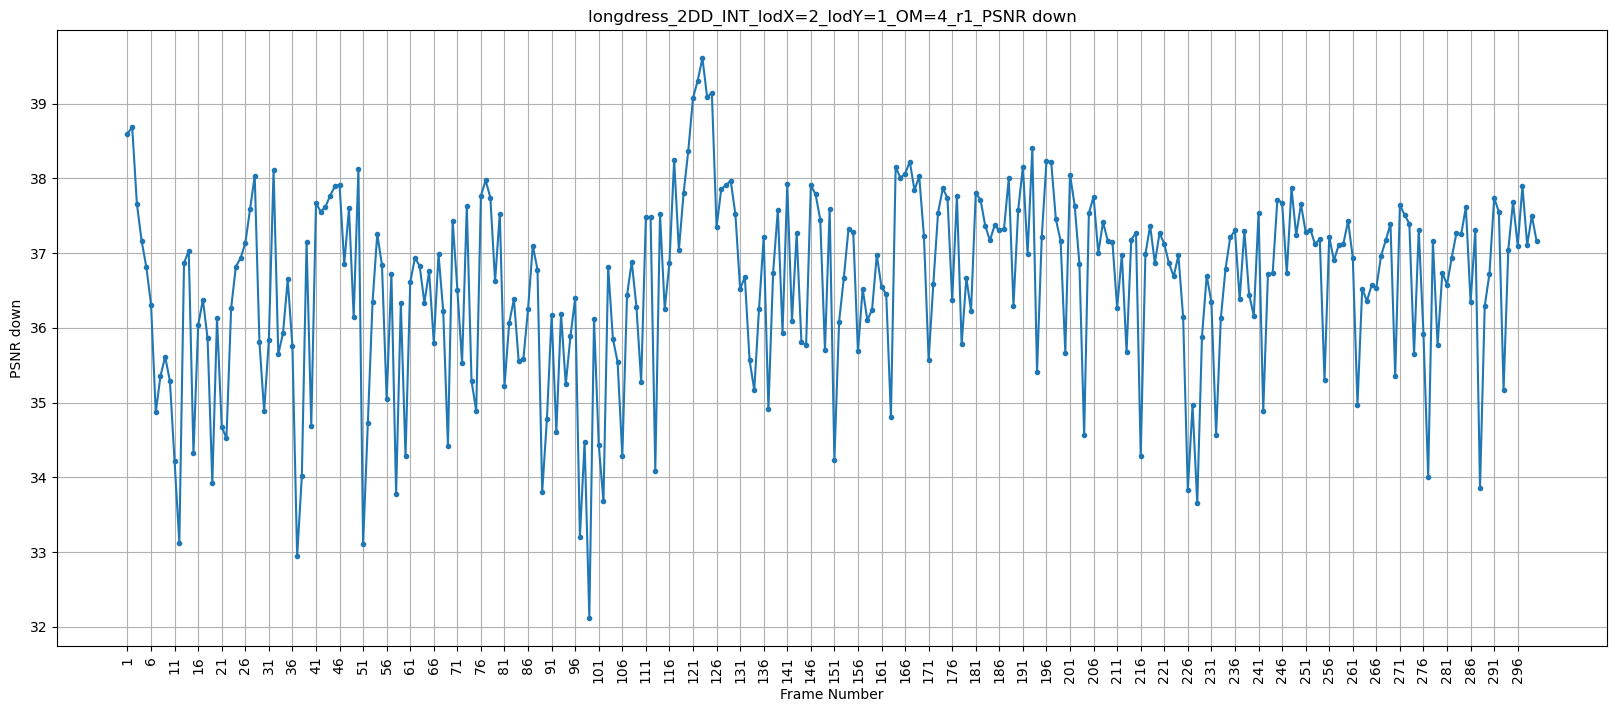 longdress_2DD_INT_lodX=2_lodY=1_OM=4_r1_PSNR down
PSNR down
39
38
37
36
35
34
33
32
1 6 11 16 21 26 31 36 41 46 51 56 61 66 71 76 81 86 91 96 101 106 111 116 121 126 131 136 141 146 151 156 161 166 171 176 181 186 191 196 201 206 211 216 221 226 231 236 241 246 251 256 261 266 271 276 281 286 291 296
Frame Number